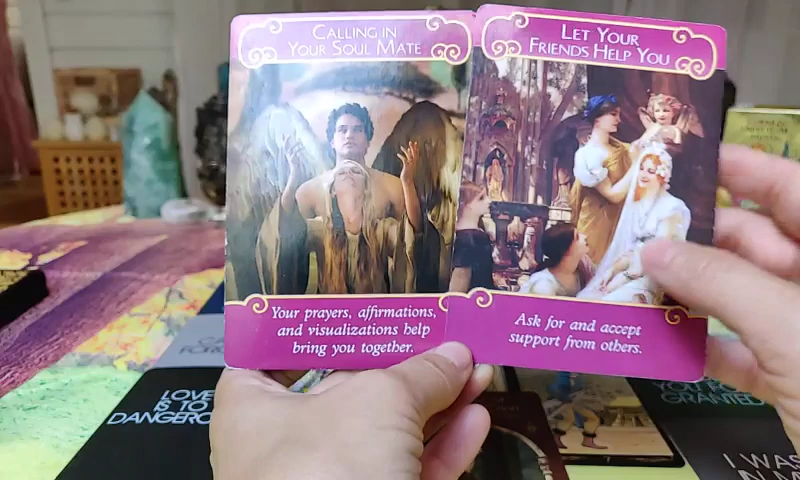 CALLING IN
YOUR SOUL MATE
Your prayers, affirmations,
and visualizations help
bring you together.
LET YOUR
FRIENDS HELP YOU
Ask for and accept
support from others.
LOVE
IS TO
GRANTED
I WAS